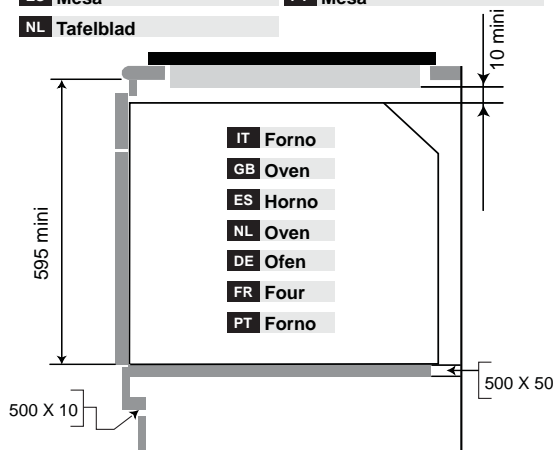 Mesa
Mesa
NL Tafelblad
10 mini
IT Forno
GB Oven
ES Horno
NL Oven
DE Ofen
FR Four
PT Forno
595 mini
500 X 50
500 X 10